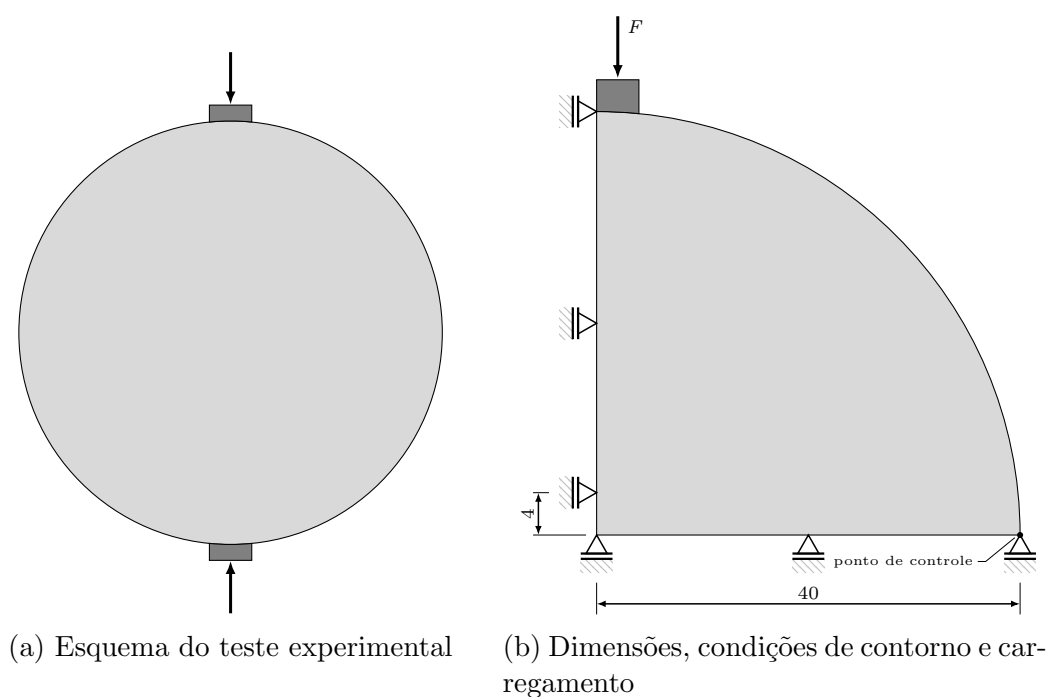 F
4
ponto de controle
40
(a) Esquema do teste experimental
(b) Dimensões, condições de contorno e car-
regamento